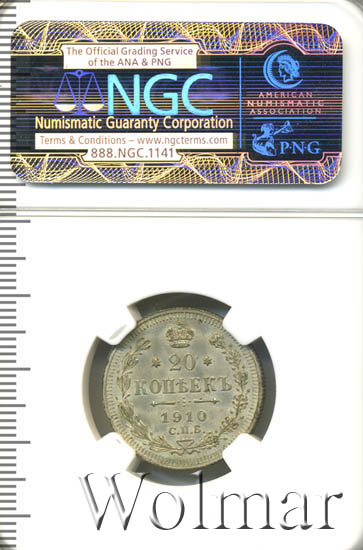 The Official Grading Service
of the ANA & PNG
NGC
Numismatic Guaranty Corporation
Terms & Conditions – www.ngcterms.com
888.NGC.1141
AMERICAN
NUMISMATIC
ASSOCIATION
P·N·G
* 20 *
КОПѢЕКЪ
1910
С.П.Б.
Wolmar